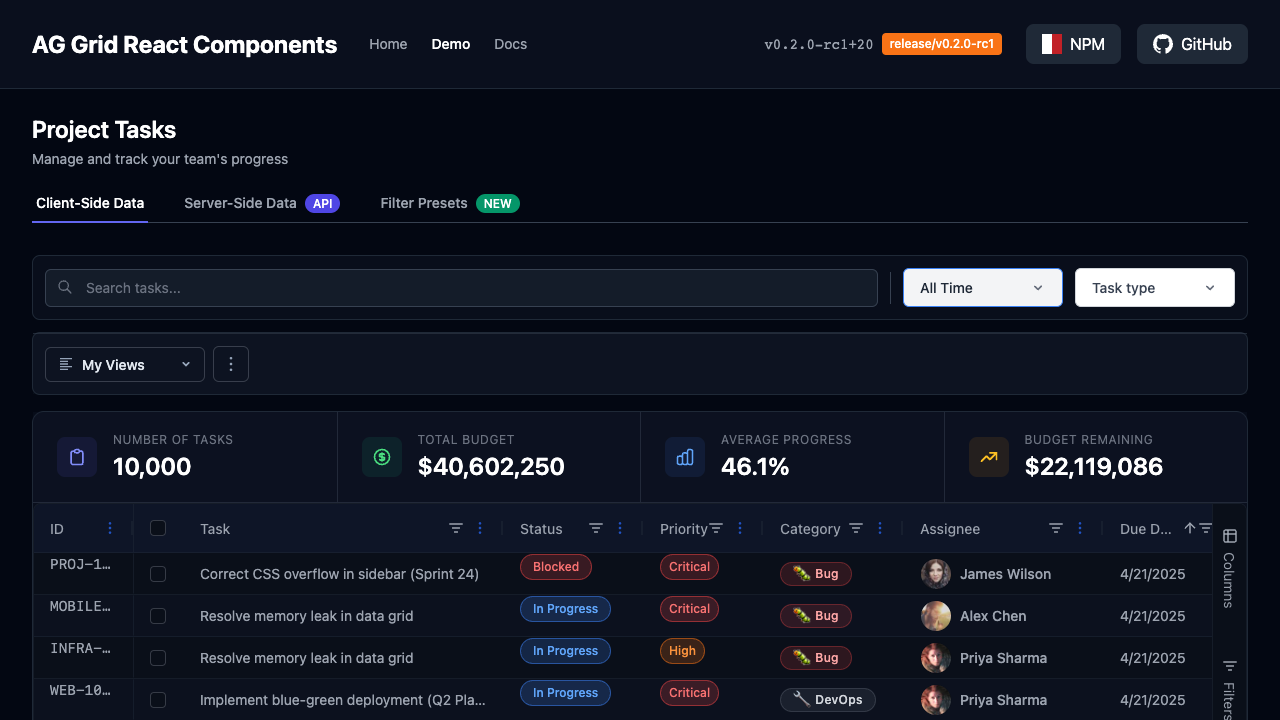 AG Grid React Components
Home
Demo
Docs
v0.2.0-rc1+20
release/v0.2.0-rc1
NPM
GitHub
Project Tasks
Manage and track your team's progress
Client-Side Data
Server-Side Data API
Filter Presets NEW
Search tasks...
All Time
Task type
My Views
NUMBER OF TASKS
10,000
TOTAL BUDGET
$40,602,250
AVERAGE PROGRESS
46.1%
BUDGET REMAINING
$22,119,086
ID Task Status Priority Category Assignee Due D...
PROJ-1... Correct CSS overflow in sidebar (Sprint 24) Blocked Critical Bug James Wilson 4/21/2025
MOBILE... Resolve memory leak in data grid In Progress Critical Bug Alex Chen 4/21/2025
INFRA-... Resolve memory leak in data grid In Progress High Bug Priya Sharma 4/21/2025
WEB-10... Implement blue-green deployment (Q2 Pla... In Progress Critical DevOps Priya Sharma 4/21/2025
Columns
Filters